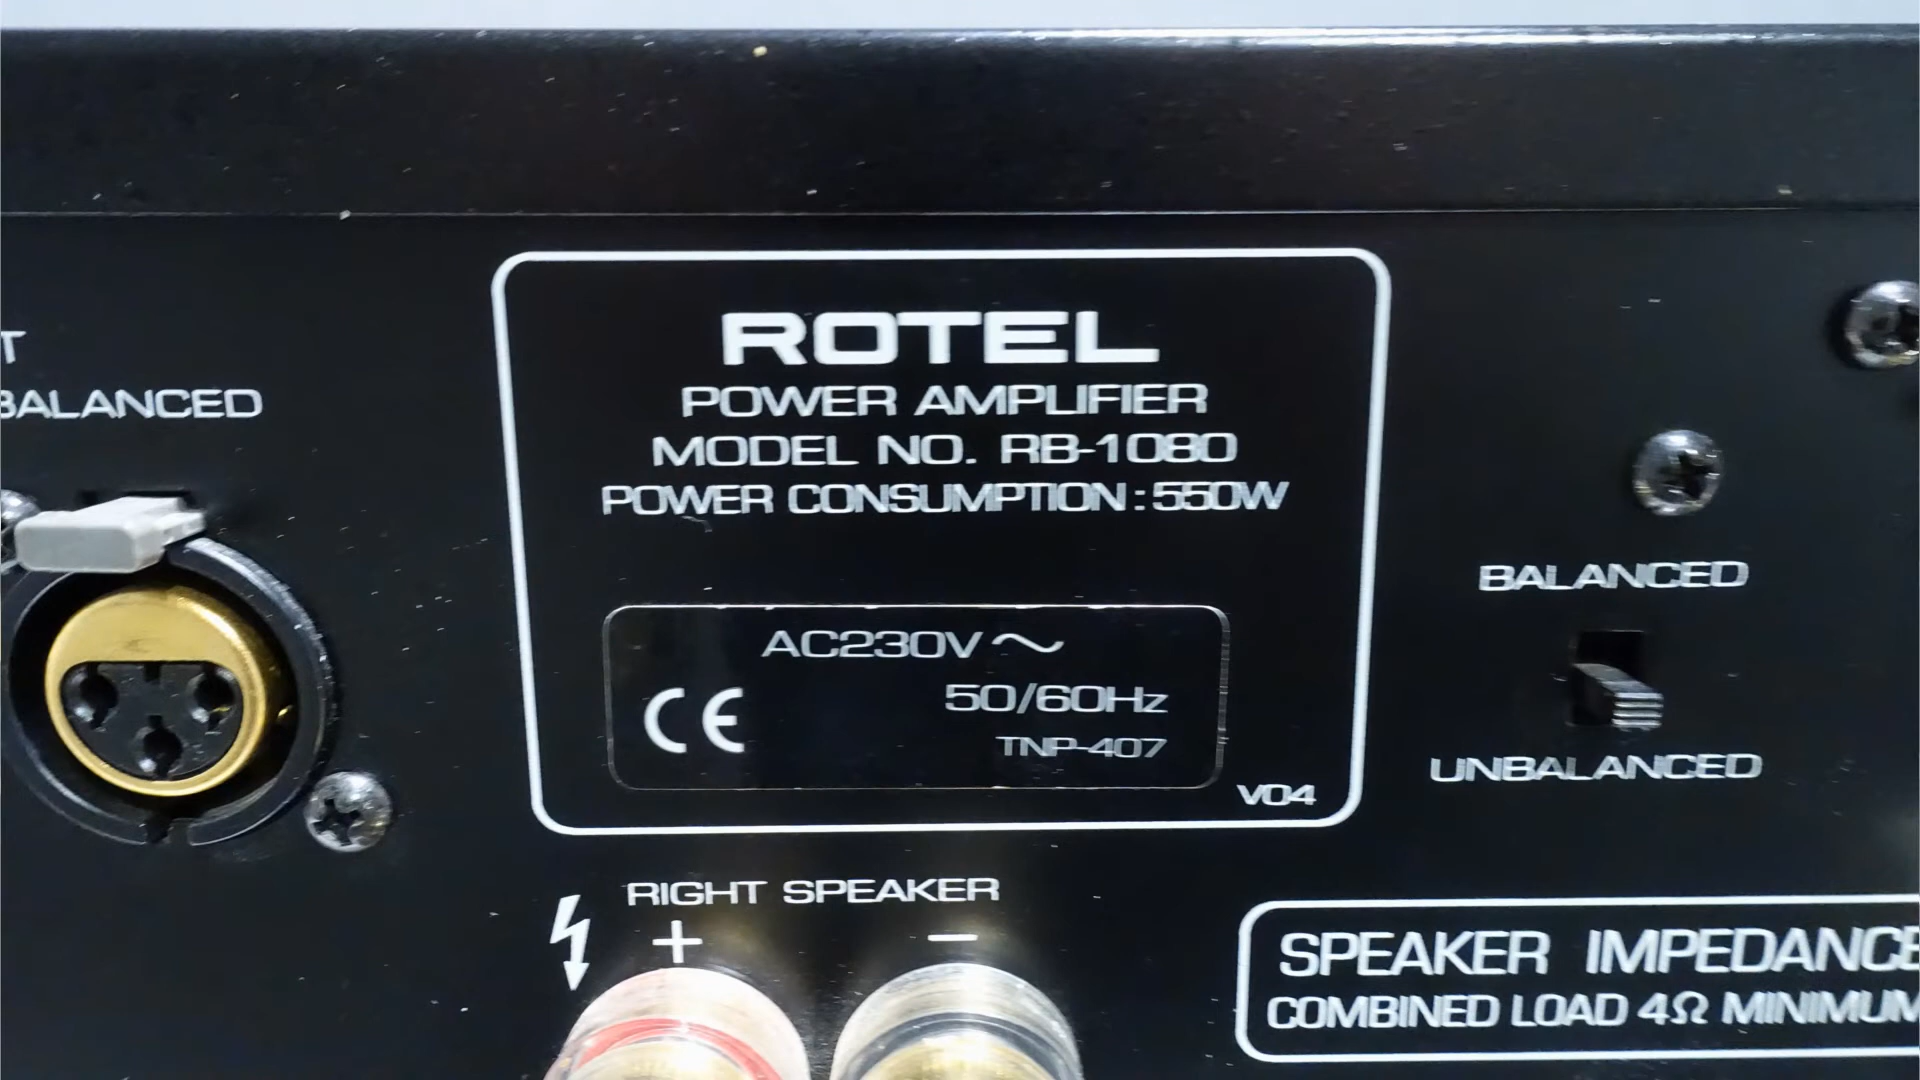 T
BALANCED
ROTEL
POWER AMPLIFIER
MODEL NO. RB-1080
POWER CONSUMPTION : 550W
AC230V ~
CE
50/60Hz
TNP-407
V04
BALANCED
UNBALANCED
RIGHT SPEAKER
+ −
SPEAKER IMPEDANCE
COMBINED LOAD 4Ω MINIMUM